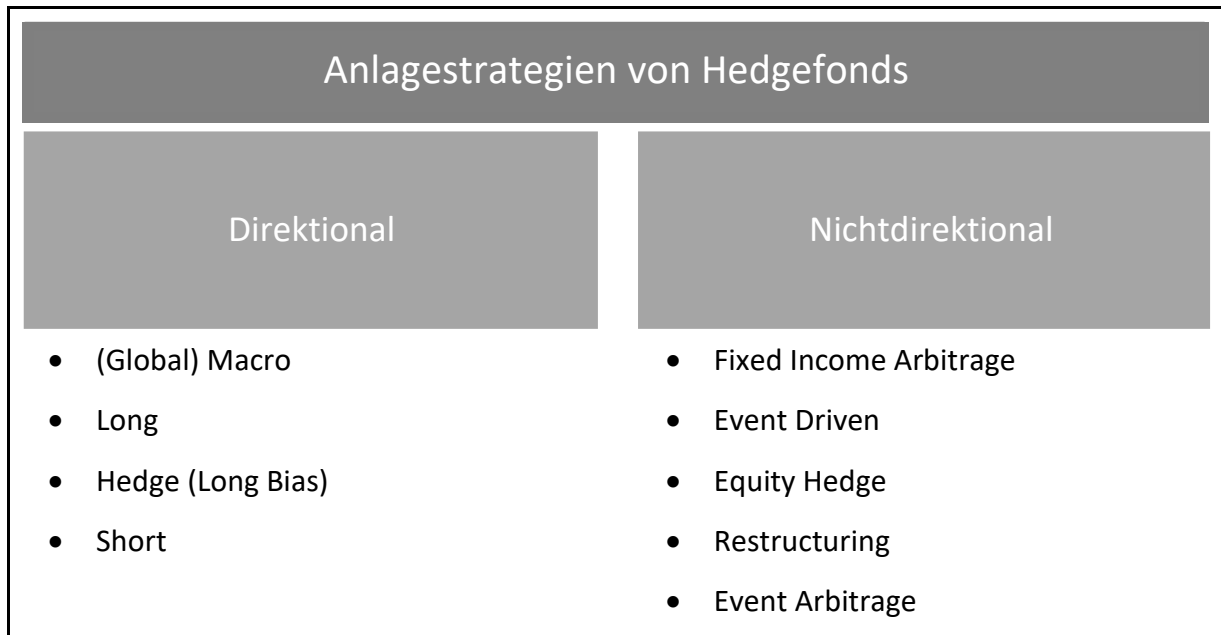 Anlagestrategien von Hedgefonds
Direktional
Nichtdirektional
• (Global) Macro
• Long
• Hedge (Long Bias)
• Short
• Fixed Income Arbitrage
• Event Driven
• Equity Hedge
• Restructuring
• Event Arbitrage